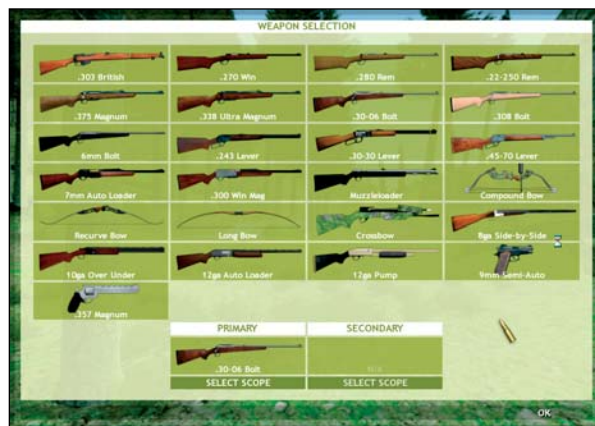 WEAPON SELECTION
.303 British .270 Win .280 Rem .22-250 Rem
.375 Magnum .338 Ultra Magnum .30-06 Bolt .308 Bolt
6mm Bolt .243 Lever .30-30 Lever .45-70 Lever
7mm Auto Loader .300 Win Mag Muzzleloader Compound Bow
Recurve Bow Long Bow Crossbow 8ga Side-by-Side
10ga Over Under 12ga Auto Loader 12ga Pump 9mm Semi-Auto
.357 Magnum
PRIMARY SECONDARY
.30-06 Bolt N/A
SELECT SCOPE SELECT SCOPE
OK